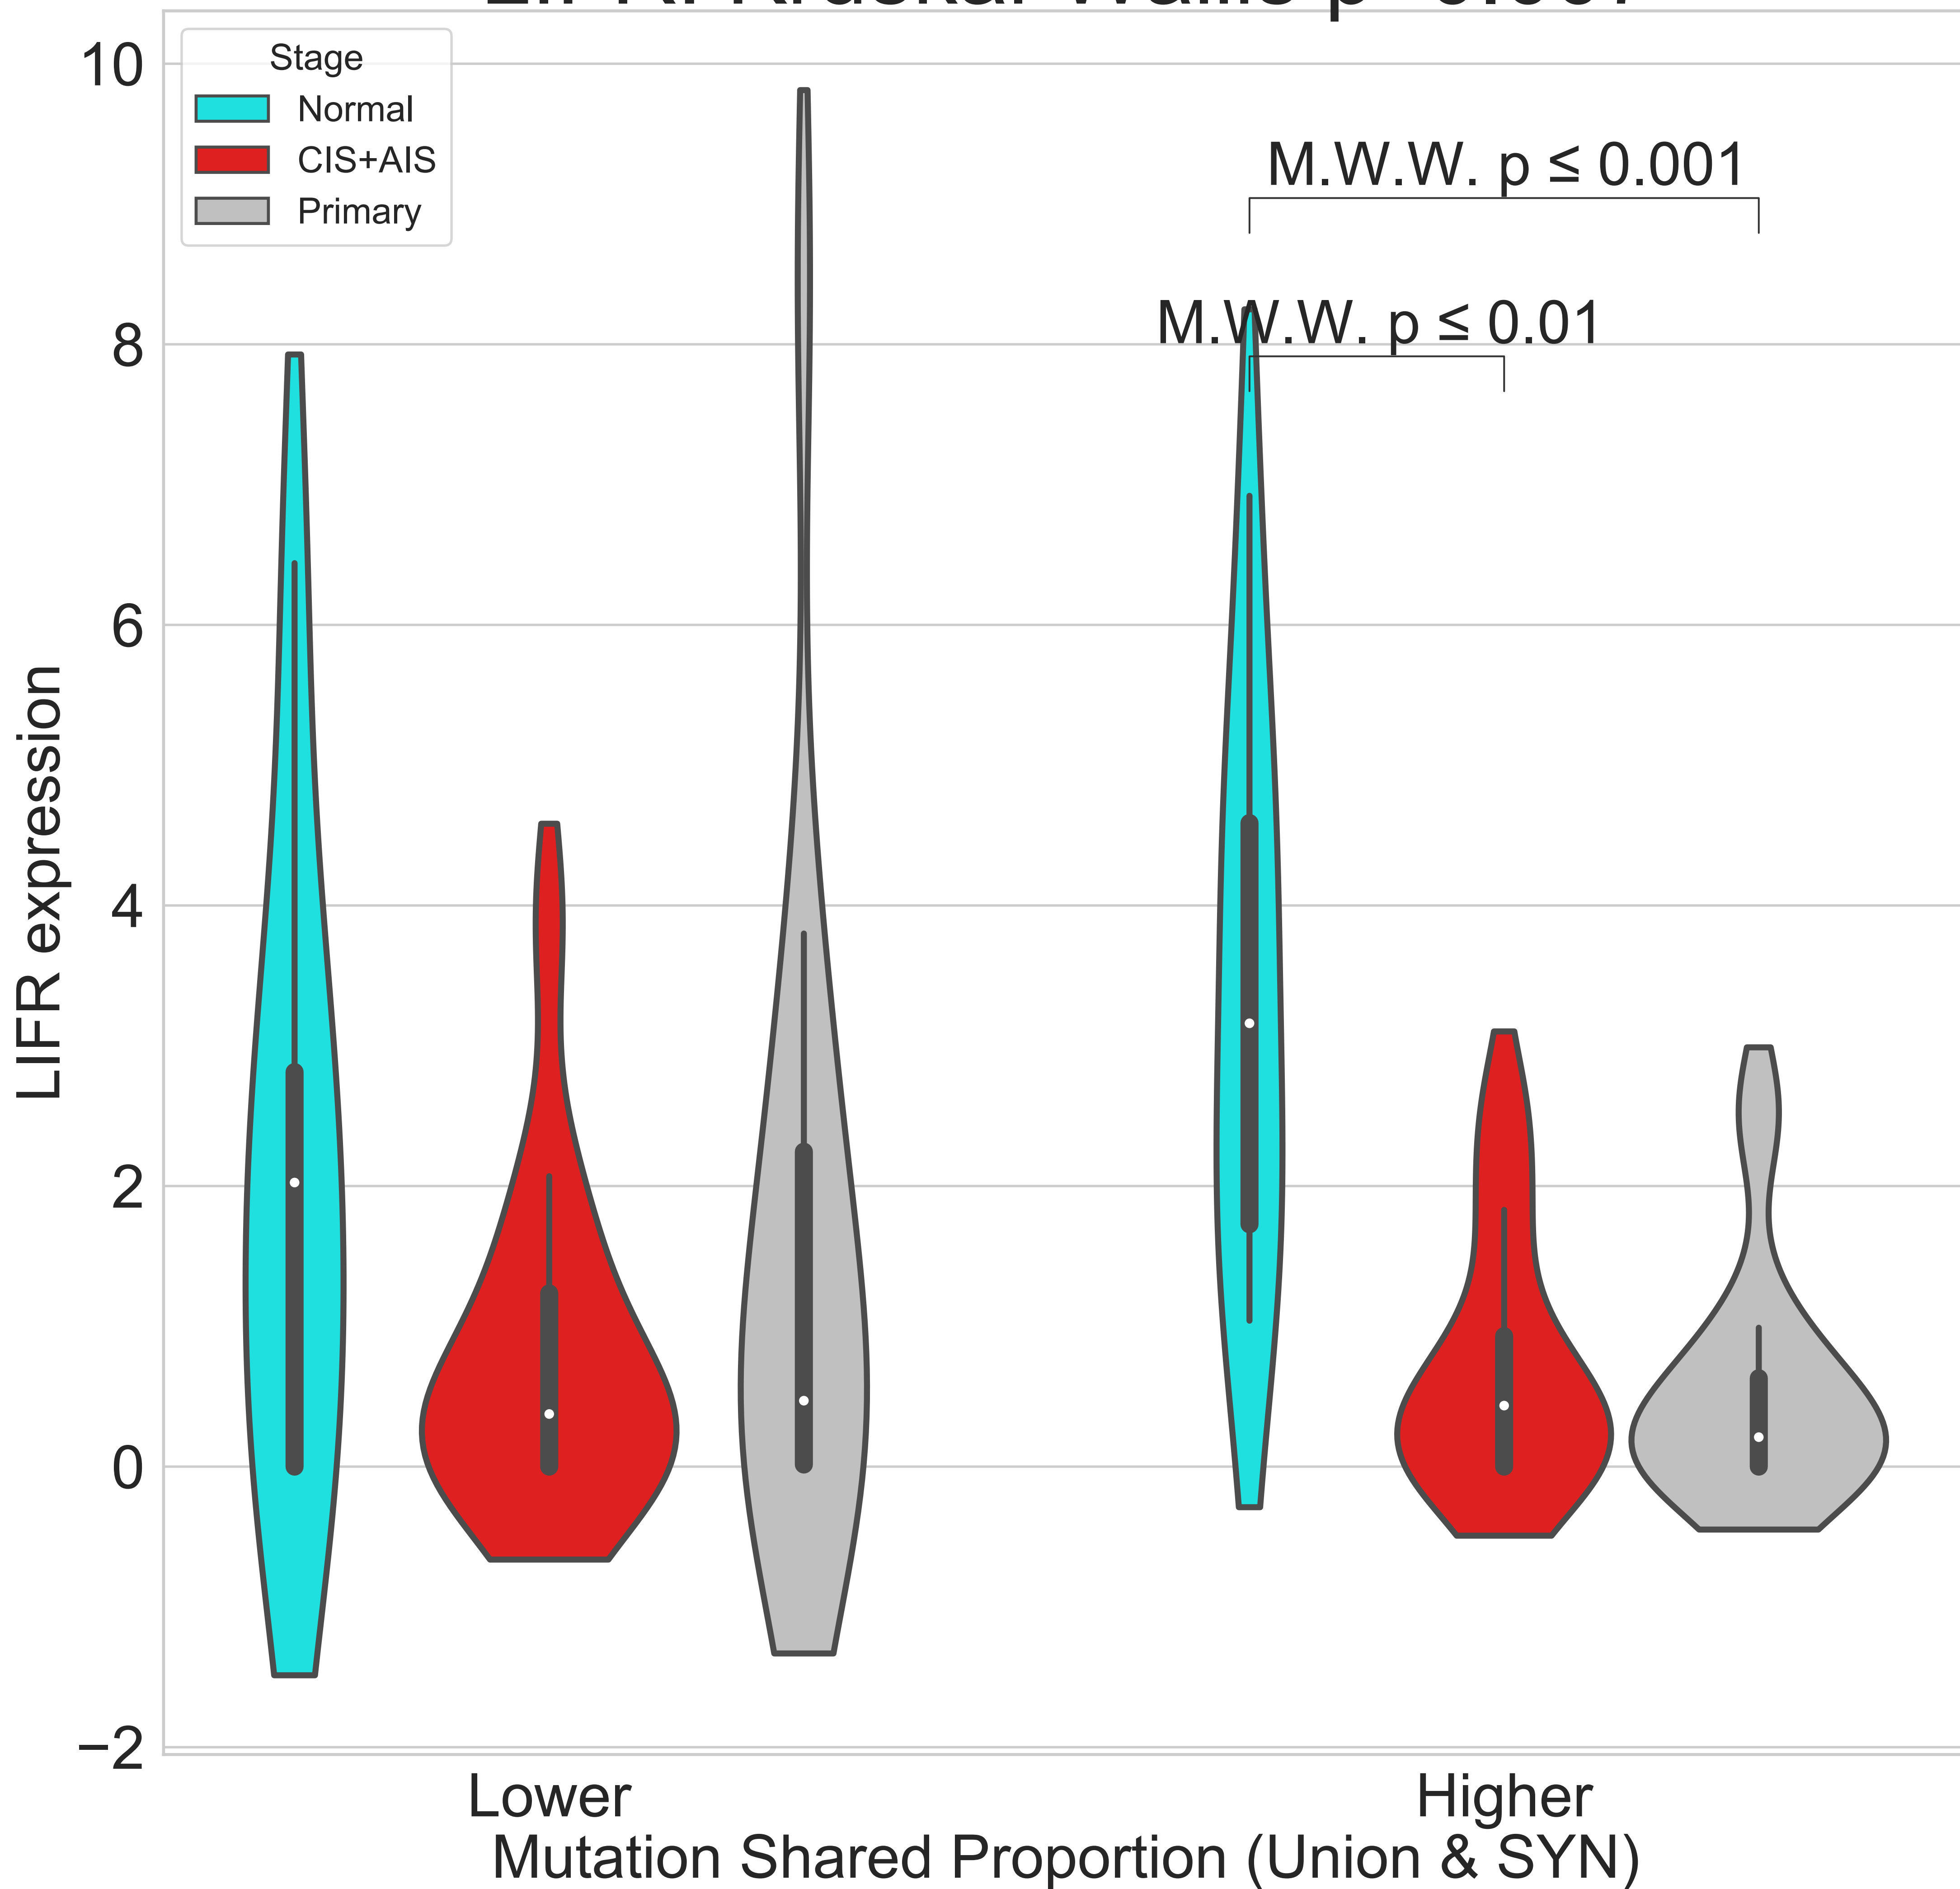 10
8
6
4
2
0
−2
LIFR expression
Stage
Normal
CIS+AIS
Primary
M.W.W. p ≤ 0.001
M.W.W. p ≤ 0.01
Lower
Higher
Mutation Shared Proportion (Union & SYN)